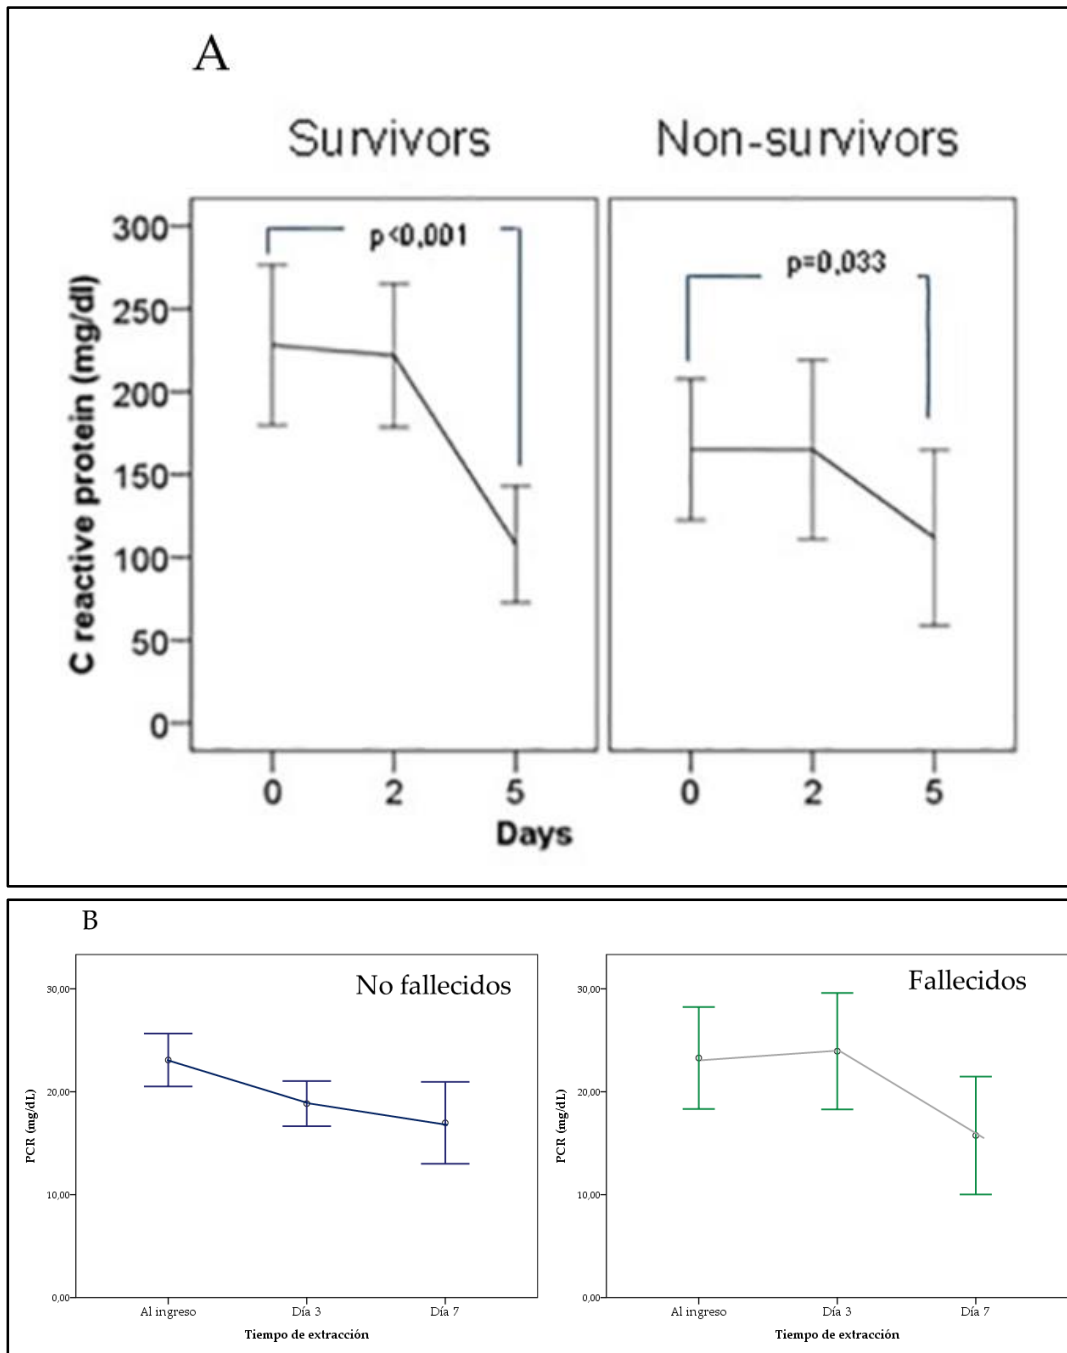 A
Survivors
Non-survivors
C reactive protein (mg/dl)
300
250
200
150
100
50
0
p<0,001
p=0,033
0 2 5
0 2 5
Days
B
No fallecidos
PCR (mg/dL)
30,00
20,00
10,00
0,00
Al ingreso Día 3 Día 7
Tiempo de extracción
Fallecidos
PCR (mg/dL)
30,00
20,00
10,00
0,00
Al ingreso Día 3 Día 7
Tiempo de extracción